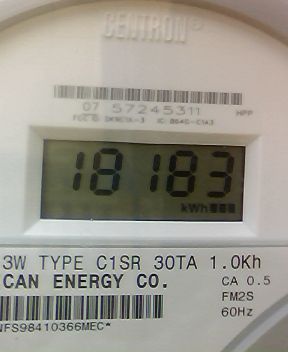 CENTRON®
07 57245311 HPP
18183
kWh
3W TYPE C1SR 30TA 1.0Kh
CAN ENERGY CO. CA 0.5
FM2S
60Hz
NFS98410366MEC*